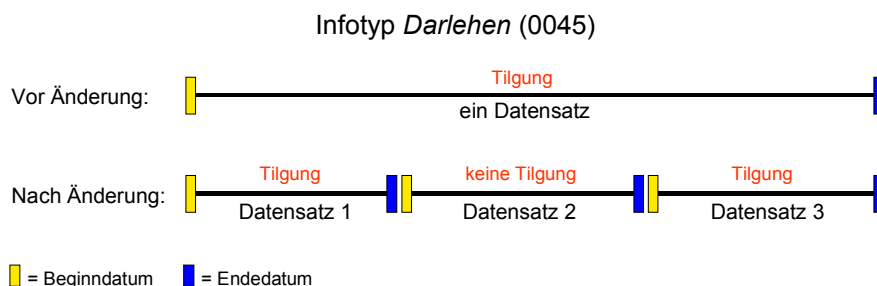 Infotyp Darlehen (0045)
Tilgung
Vor Änderung:
ein Datensatz
Tilgung keine Tilgung Tilgung
Nach Änderung:
Datensatz 1 Datensatz 2 Datensatz 3
= Beginndatum = Endedatum